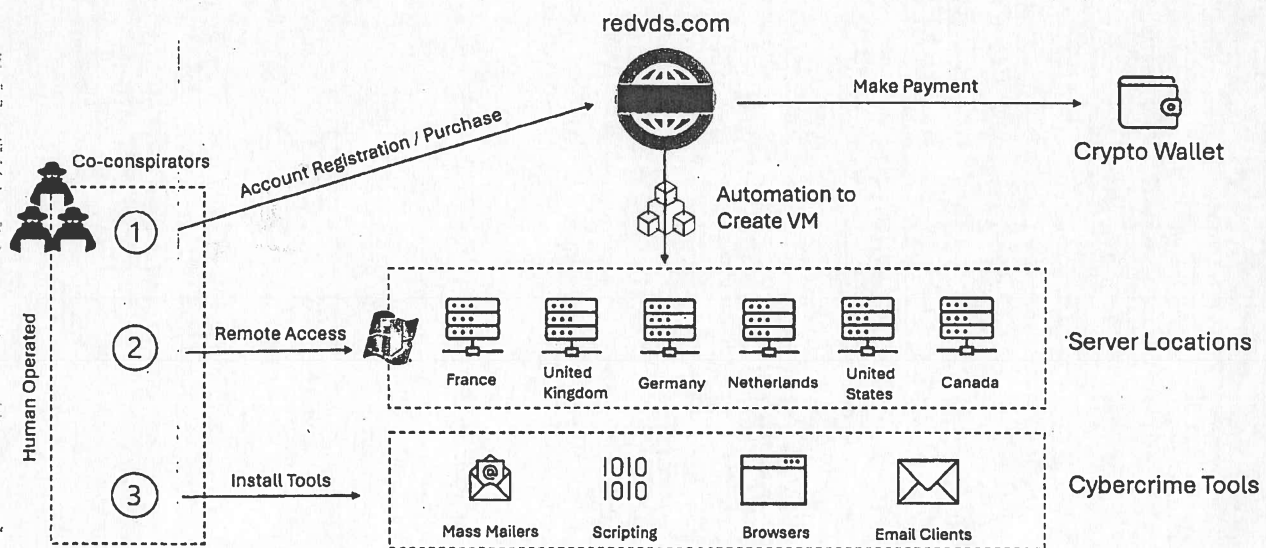 redvds.com
Make Payment
Crypto Wallet
Account Registration / Purchase
Co-conspirators
1
Automation to
Create VM
Human Operated
2
Remote Access
France
United
Kingdom
Germany
Netherlands
United
States
Canada
Server Locations
3
Install Tools
1010
1010
Mass Mailers
Scripting
Browsers
Email Clients
Cybercrime Tools